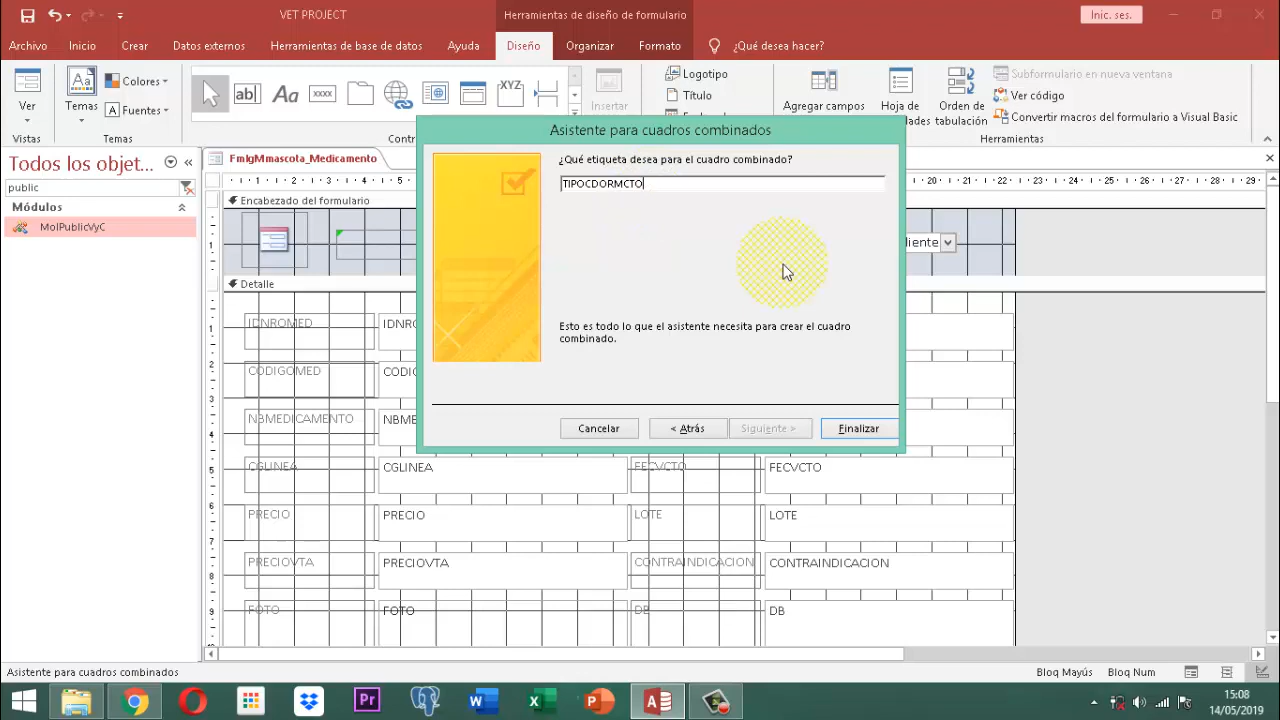 VET PROJECT
Herramientas de diseño de formulario
Inic. ses.
Archivo
Inicio
Crear
Datos externos
Herramientas de base de datos
Ayuda
Diseño
Organizar
Formato
¿Qué desea hacer?
Ver
Vistas
Temas
Colores
Fuentes
Temas
ab|
Aa
xxxx
XYZ
Insertar
Logotipo
Título
Agregar campos
Hoja de
Orden de
tabulaciones
Subformulario en nueva ventana
Ver código
Convertir macros del formulario a Visual Basic
Herramientas
Todos los objet...
public
Módulos
MolPublicVyC
FmIgMmascota_Medicamento
Encabezado del formulario
Detalle
Asistente para cuadros combinados
¿Qué etiqueta desea para el cuadro combinado?
TIPOCDORMCTO
Esto es todo lo que el asistente necesita para crear el cuadro
combinado.
Cancelar
< Atrás
Siguiente >
Finalizar
IDNROMED
CODIGOMED
NBMEDICAMENTO
CGLINEA CGLINEA FECVCTO FECVCTO
PRECIO PRECIO LOTE LOTE
PRECIOVTA PRECIOVTA CONTRAINDICACION CONTRAINDICACION
FOTO FOTO DB DB
Asistente para cuadros combinados
Bloq Mayús
Bloq Num
15:08
14/05/2019